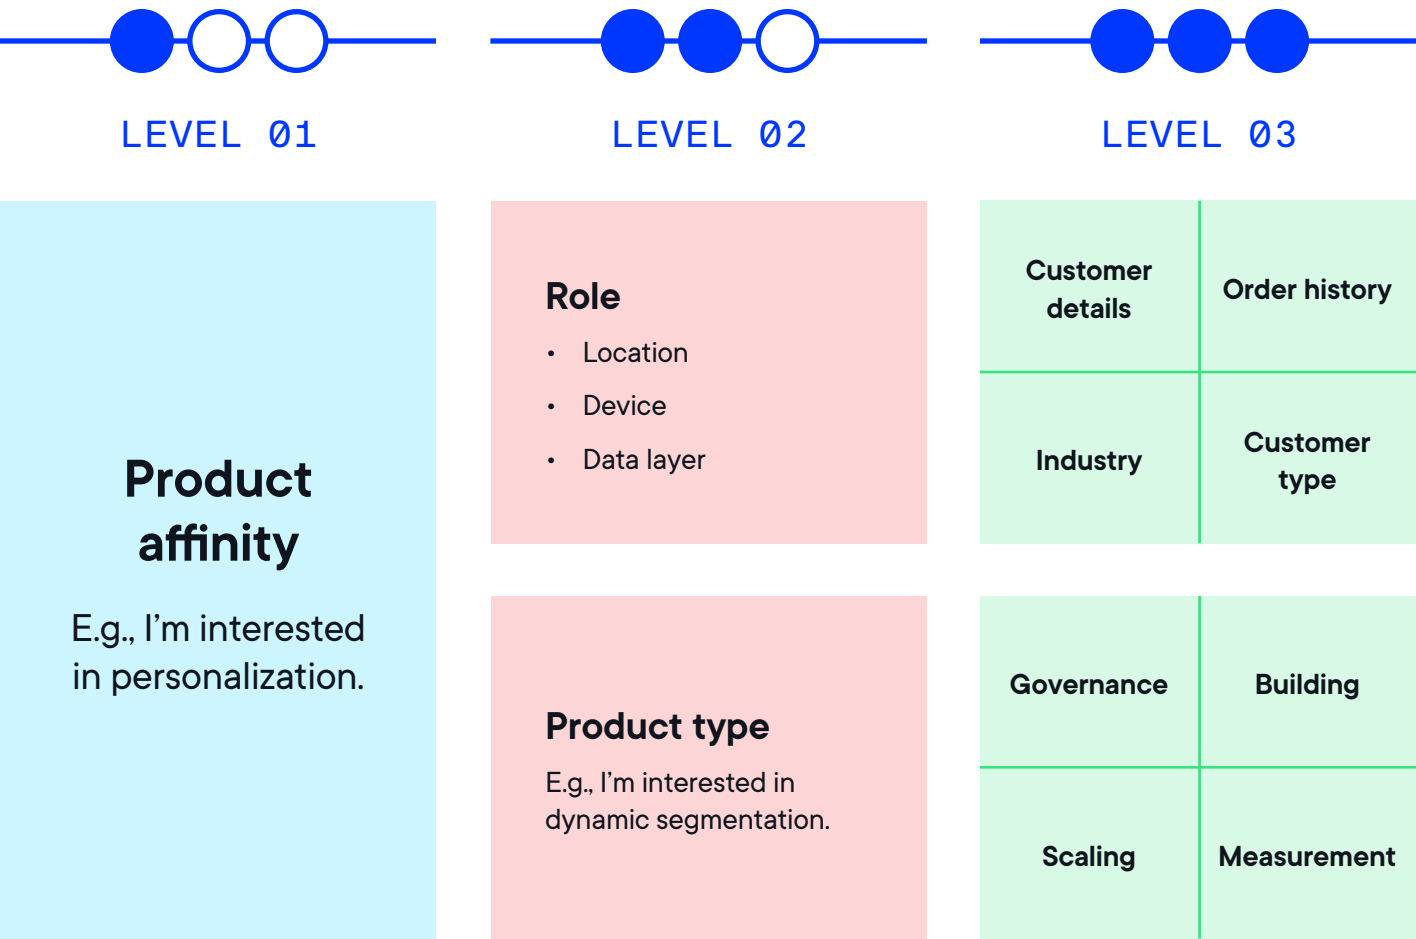 LEVEL 01
Product
affinity
E.g., I’m interested
in personalization.
LEVEL 02
Role
• Location
• Device
• Data layer
Product type
E.g., I’m interested in
dynamic segmentation.
LEVEL 03
Customer
details
Order history
Industry
Customer
type
Governance
Building
Scaling
Measurement